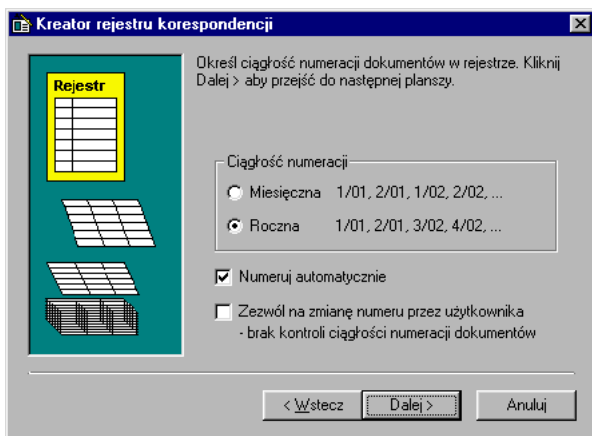 Kreator rejestru korespondencji
Rejestr
Określ ciągłość numeracji dokumentów w rejestrze. Kliknij
Dalej > aby przejść do następnej planszy.
Ciągłość numeracji
Miesięczna 1/01, 2/01, 1/02, 2/02, ...
Roczna 1/01, 2/01, 3/02, 4/02, ...
Numeruj automatycznie
Zezwól na zmianę numeru przez użytkownika
- brak kontroli ciągłości numeracji dokumentów
< Wstecz
Dalej >
Anuluj